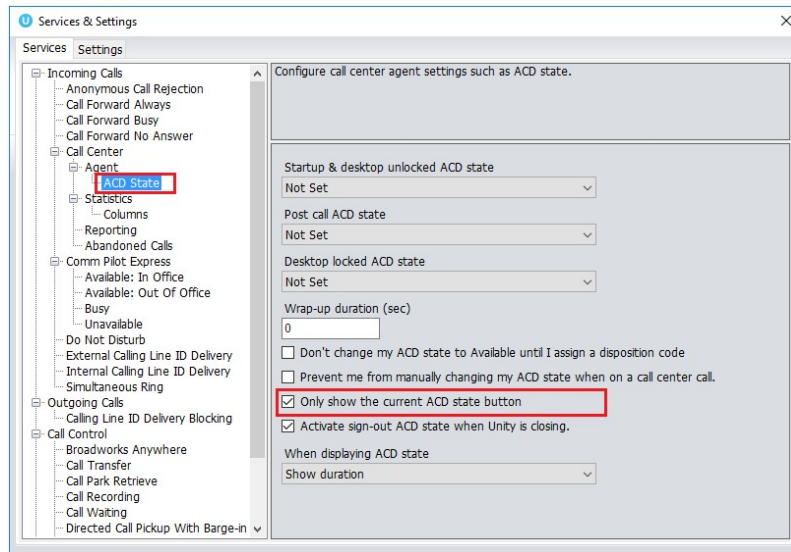 Services & Settings
Services Settings
Incoming Calls
Anonymous Call Rejection
Call Forward Always
Call Forward Busy
Call Forward No Answer
Call Center
Agent
ACD State
Statistics
Columns
Reporting
Abandoned Calls
Comm Pilot Express
Available: In Office
Available: Out Of Office
Busy
Unavailable
Do Not Disturb
External Calling Line ID Delivery
Internal Calling Line ID Delivery
Simultaneous Ring
Outgoing Calls
Calling Line ID Delivery Blocking
Call Control
Broadworks Anywhere
Call Transfer
Call Park Retrieve
Call Recording
Call Waiting
Directed Call Pickup With Barge-in
Configure call center agent settings such as ACD state.
Startup & desktop unlocked ACD state
Not Set
Post call ACD state
Not Set
Desktop locked ACD state
Not Set
Wrap-up duration (sec)
0
Don't change my ACD state to Available until I assign a disposition code
Prevent me from manually changing my ACD state when on a call center call.
Only show the current ACD state button
Activate sign-out ACD state when Unity is closing.
When displaying ACD state
Show duration